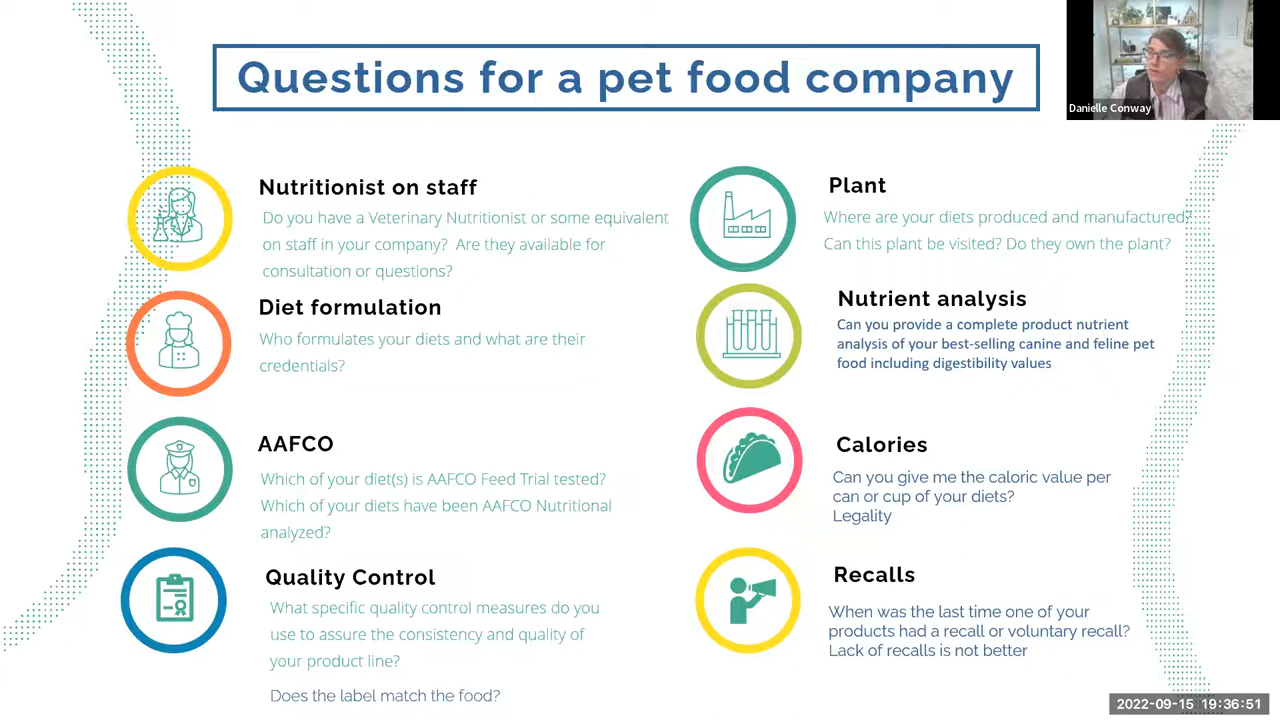 Questions for a pet food company
Danielle Conway
Nutritionist on staff
Do you have a Veterinary Nutritionist or some equivalent
on staff in your company? Are they available for
consultation or questions?
Diet formulation
Who formulates your diets and what are their
credentials?
AAFCO
Which of your diet(s) is AAFCO Feed Trial tested?
Which of your diets have been AAFCO Nutritional
analyzed?
Quality Control
What specific quality control measures do you
use to assure the consistency and quality of
your product line?
Does the label match the food?
Plant
Where are your diets produced and manufactured?
Can this plant be visited? Do they own the plant?
Nutrient analysis
Can you provide a complete product nutrient
analysis of your best-selling canine and feline pet
food including digestibility values
Calories
Can you give me the caloric value per
can or cup of your diets?
Legality
Recalls
When was the last time one of your
products had a recall or voluntary recall?
Lack of recalls is not better
2022-09-15 19:36:51